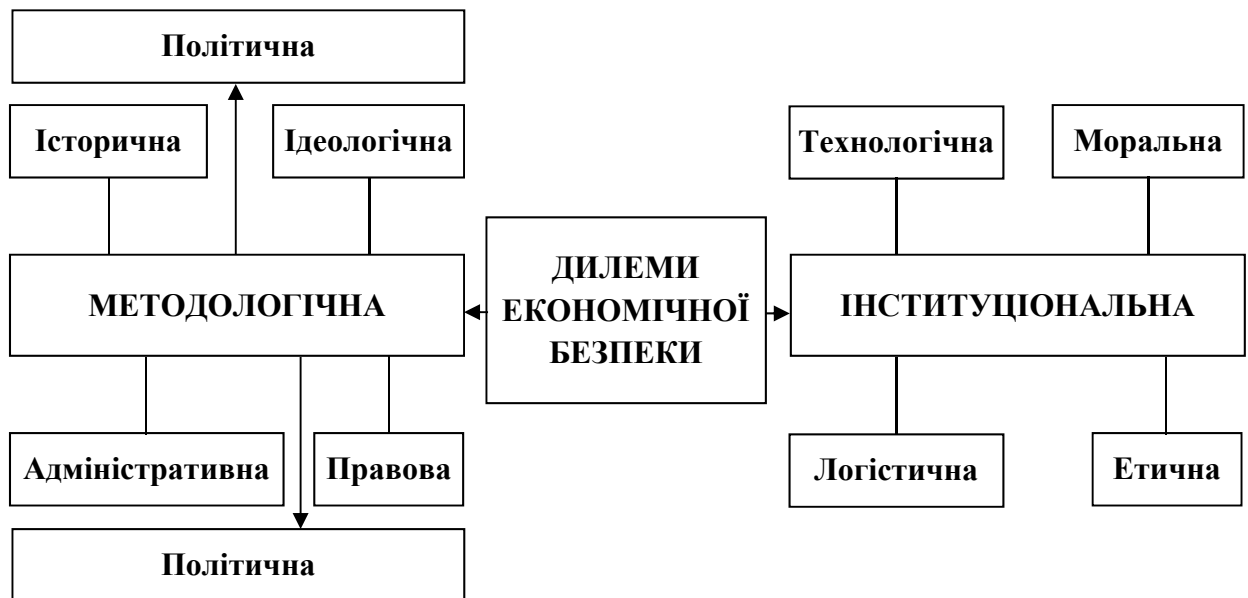 Політична
Історична
Ідеологічна
Технологічна
Моральна
МЕТОДОЛОГІЧНА
ДИЛЕМИ
ЕКОНОМІЧНОЇ
БЕЗПЕКИ
ІНСТИТУЦІОНАЛЬНА
Адміністративна
Правова
Логістична
Етична
Політична